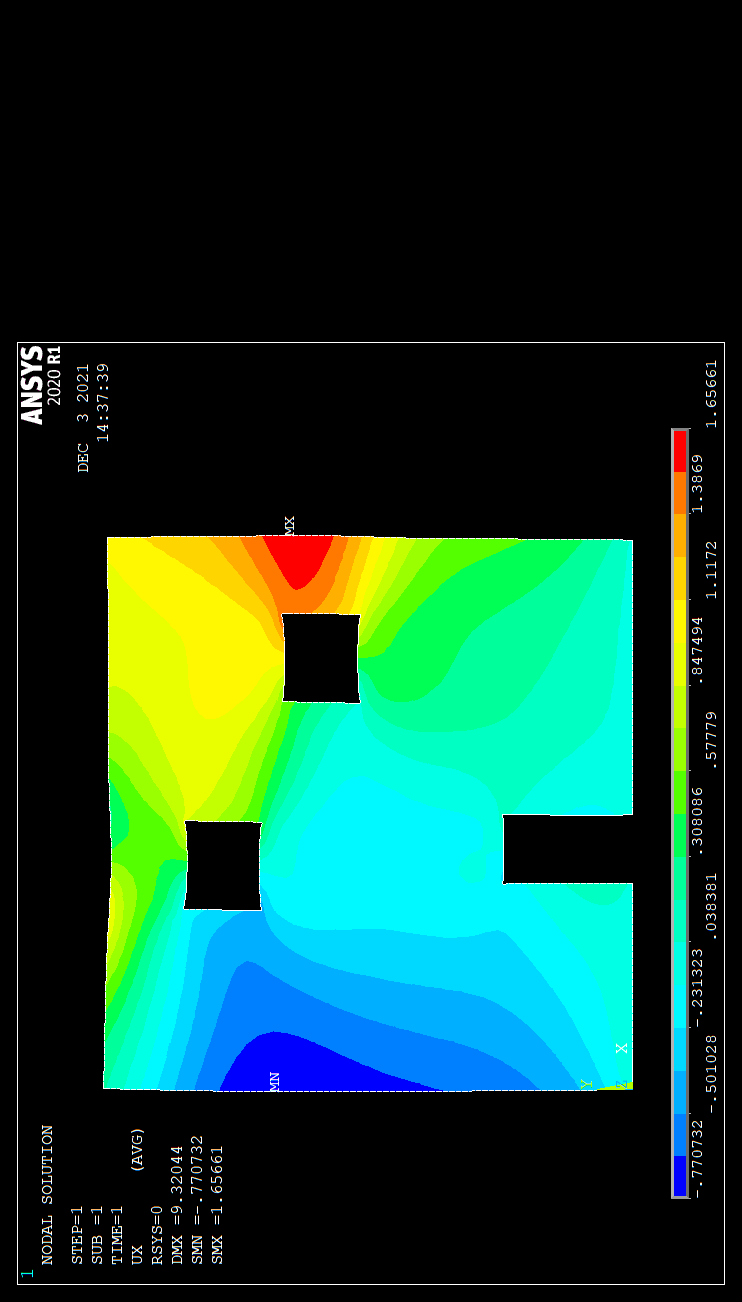 1
NODAL SOLUTION
STEP=1
SUB =1
TIME=1
UX (AVG)
RSYS=0
DMX =9.32044
SMN =-.770732
SMX =1.65661
ANSYS
2020 R1
DEC 3 2021
14:37:39
MN
MX
Y
Z X
-.770732
-.501028
-.231323
.038381
.308086
.57779
.847494
1.1172
1.3869
1.65661